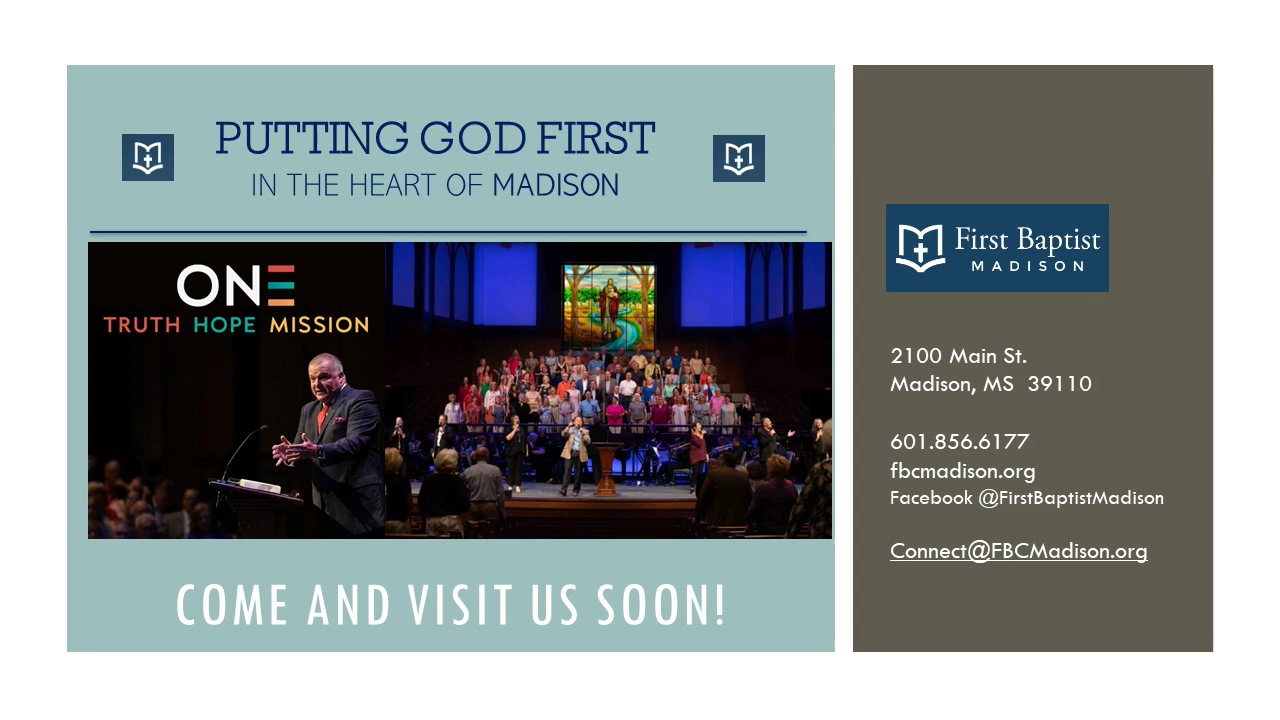 PUTTING GOD FIRST
IN THE HEART OF MADISON
ONE
TRUTH HOPE MISSION
COME AND VISIT US SOON!
First Baptist
MADISON
2100 Main St.
Madison, MS  39110
601.856.6177
fbcmadison.org
Facebook @FirstBaptistMadison
Connect@FBCMadison.org